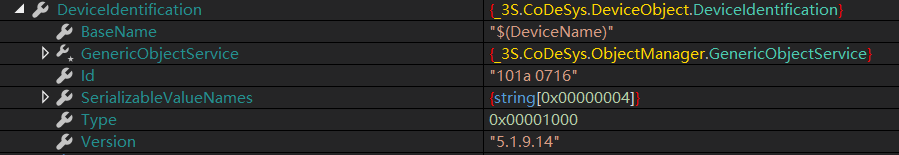 DeviceIdentification {_3S.CoDeSys.DeviceObject.DeviceIdentification}
BaseName "$(DeviceName)"
GenericObjectService {_3S.CoDeSys.ObjectManager.GenericObjectService}
Id "101a 0716"
SerializableValueNames {string[0x00000004]}
Type 0x00001000
Version "5.1.9.14"